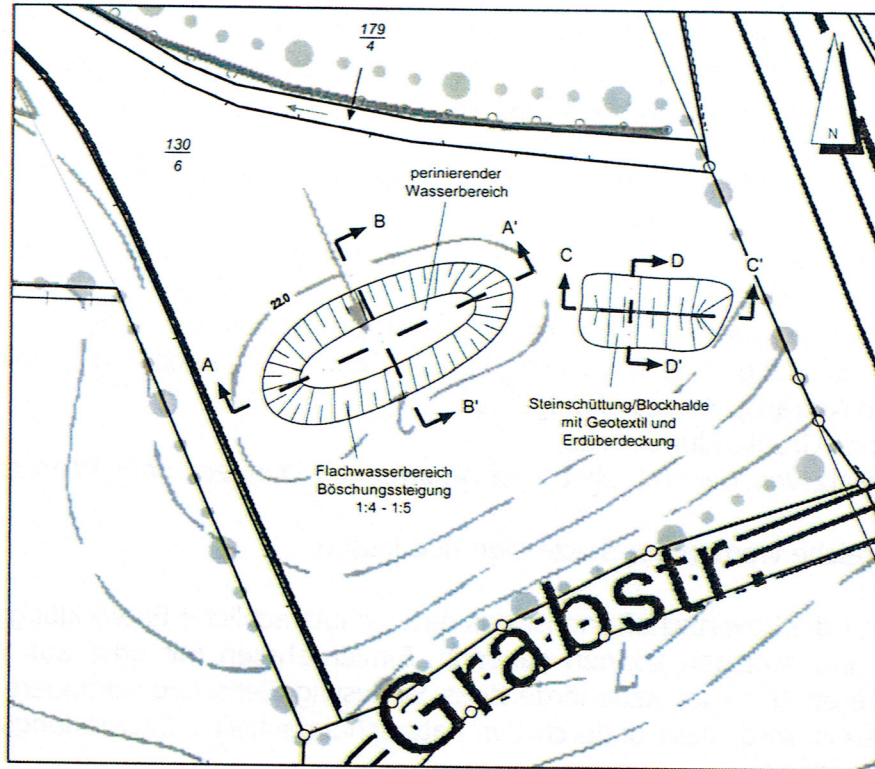 179
4
N
130
6
perinierender
Wasserbereich
B
A'
C
D
C'
22.0
A
B'
D'
Steinschüttung/Blockhalde
mit Geotextil und
Erdüberdeckung
Flachwasserbereich
Böschungssteigung
1:4 - 1:5
Grabstr.